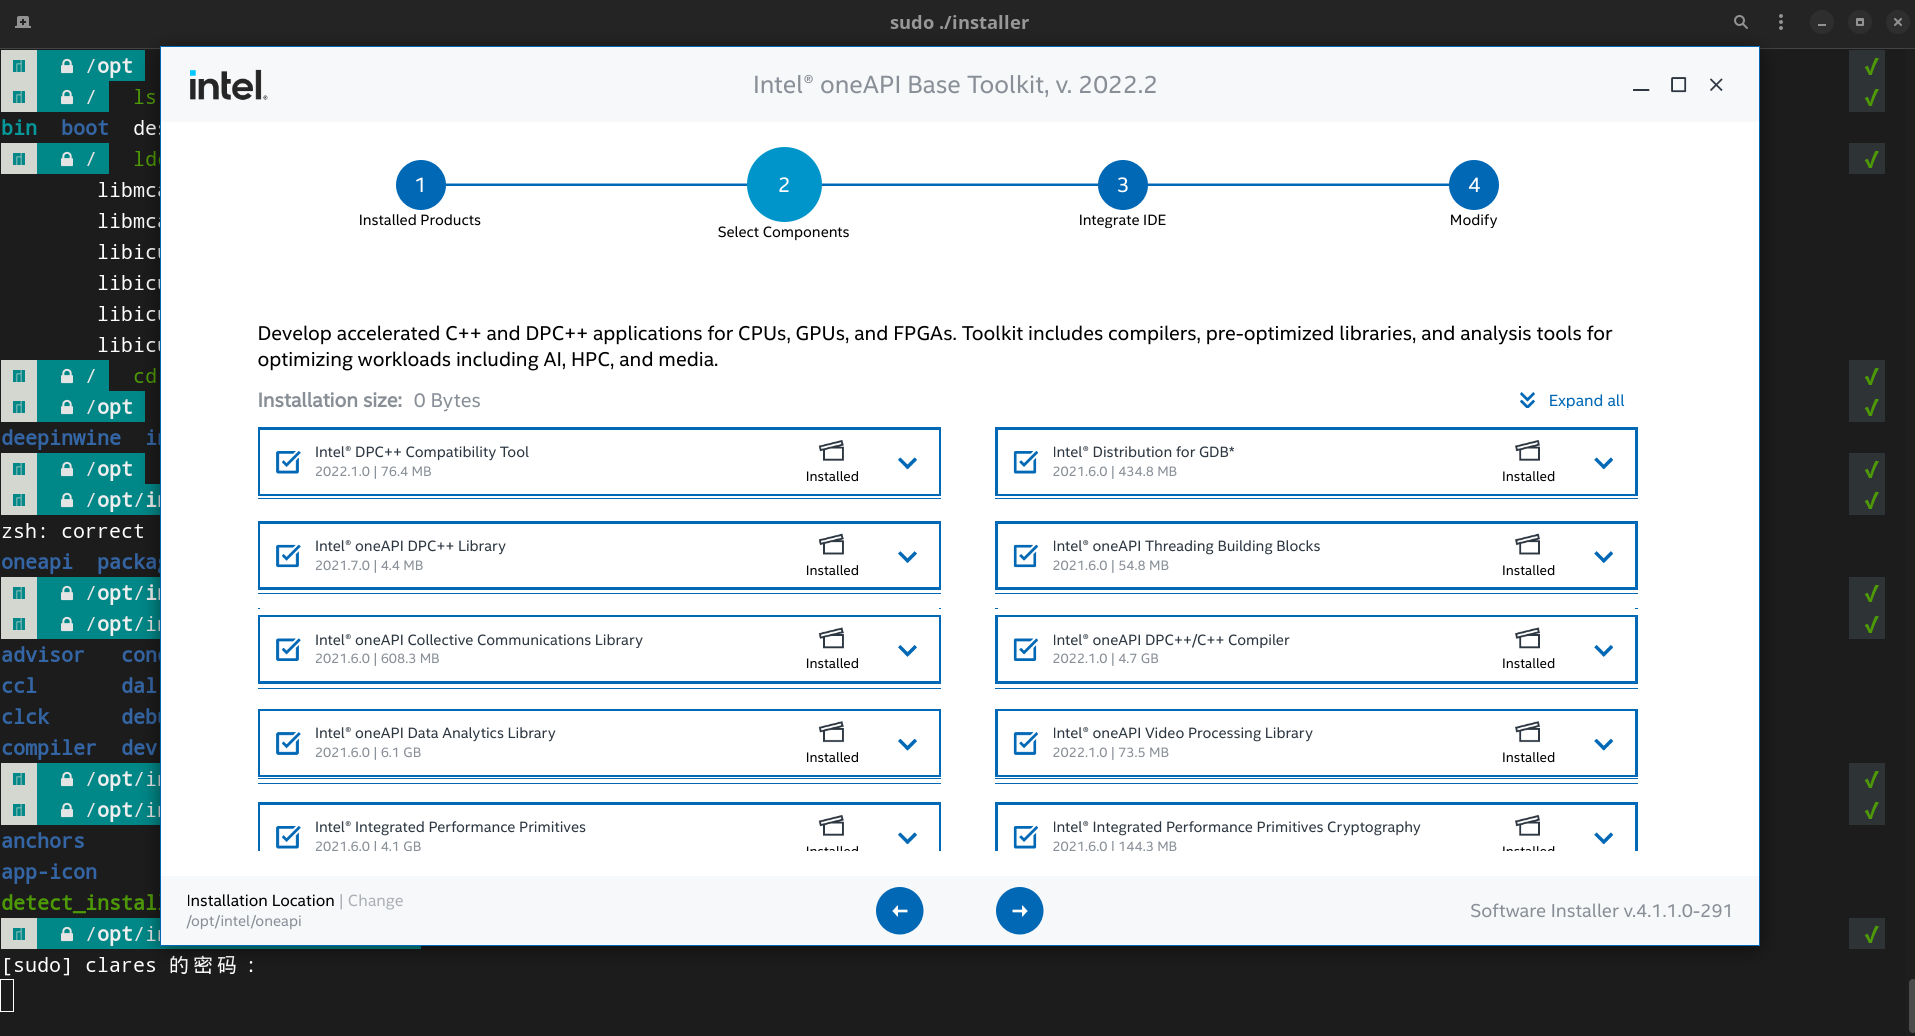 sudo ./installer
/opt
/ ls
bin boot
/
libmc
libmc
libic
libic
libic
libic
/ cd
/opt
deepinwine
/opt
/opt/i
zsh: correct
oneapi
/opt/i
/opt/i
advisor
ccl dal
clck
compiler dev
/opt/i
/opt/i
anchors
app-icon
detect_instal
/opt/i
[sudo] clares 的密码：
intel.
Intel® oneAPI Base Toolkit, v. 2022.2
1
2
3
4
Installed Products
Select Components
Integrate IDE
Modify
Develop accelerated C++ and DPC++ applications for CPUs, GPUs, and FPGAs. Toolkit includes compilers, pre-optimized libraries, and analysis tools for
optimizing workloads including AI, HPC, and media.
Installation size: 0 Bytes
Expand all
Intel® DPC++ Compatibility Tool
2022.1.0 | 76.4 MB
Installed
Intel® Distribution for GDB*
2021.6.0 | 434.8 MB
Installed
Intel® oneAPI DPC++ Library
2021.7.0 | 4.4 MB
Installed
Intel® oneAPI Threading Building Blocks
2021.6.0 | 54.8 MB
Installed
Intel® oneAPI Collective Communications Library
2021.6.0 | 608.3 MB
Installed
Intel® oneAPI DPC++/C++ Compiler
2022.1.0 | 4.7 GB
Installed
Intel® oneAPI Data Analytics Library
2021.6.0 | 6.1 GB
Installed
Intel® oneAPI Video Processing Library
2022.1.0 | 73.5 MB
Installed
Intel® Integrated Performance Primitives
2021.6.0 | 4.1 GB
Installed
Intel® Integrated Performance Primitives Cryptography
2021.6.0 | 144.3 MB
Installed
Installation Location | Change
/opt/intel/oneapi
Software Installer v.4.1.1.0-291